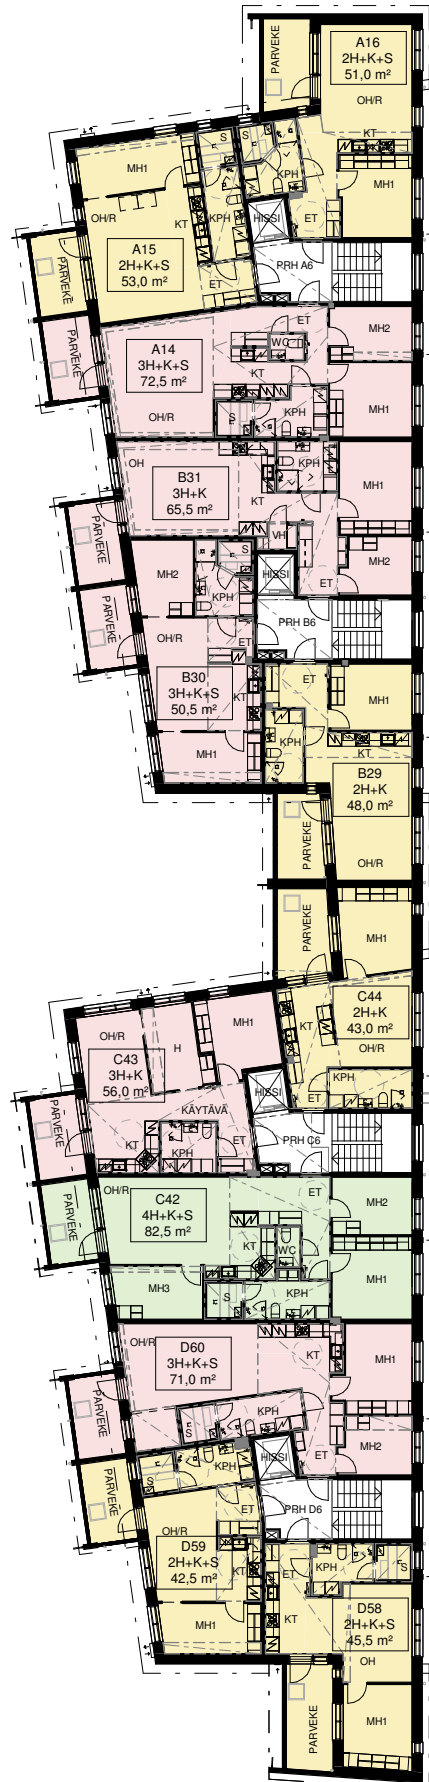 PARVEKE
A16
2H+K+S
51,0 m²
OH/R
KT
S
S
MH1
KPH
MH1
OH/R
KT
KPH
HISSI
ET
A15
2H+K+S
53,0 m²
PARVEKE
ET
PRH A6
PARVEKE
A14
3H+K+S
72,5 m²
ET
WC
MH2
KT
OH/R
S
KPH
MH1
OH
B31
3H+K
65,5 m²
KPH
MH1
KT
VH
PARVEKE
MH2
S
HISSI
KPH
ET
MH2
PARVEKE
OH/R
ET
PRH B6
B30
3H+K+S
50,5 m²
KT
ET
MH1
KPH
MH1
KT
B29
2H+K
48,0 m²
PARVEKE
OH/R
PARVEKE
MH1
C44
2H+K
43,0 m²
KT
OH/R
OH/R
H
MH1
C43
3H+K
56,0 m²
KPH
HISSI
ET
KÄYTÄVÄ
PARVEKE
KT
KPH
ET
PRH C6
OH/R
C42
4H+K+S
82,5 m²
ET
MH2
PARVEKE
KT
WC
MH3
S
KPH
MH1
OH/R
D60
3H+K+S
71,0 m²
KT
MH1
PARVEKE
KPH
S
MH2
ET
HISSI
S
KPH
PARVEKE
ET
PRH D6
OH/R
D59
2H+K+S
42,5 m²
KT
ET
KPH
S
MH1
KT
D58
2H+K+S
45,5 m²
OH
PARVEKE
MH1